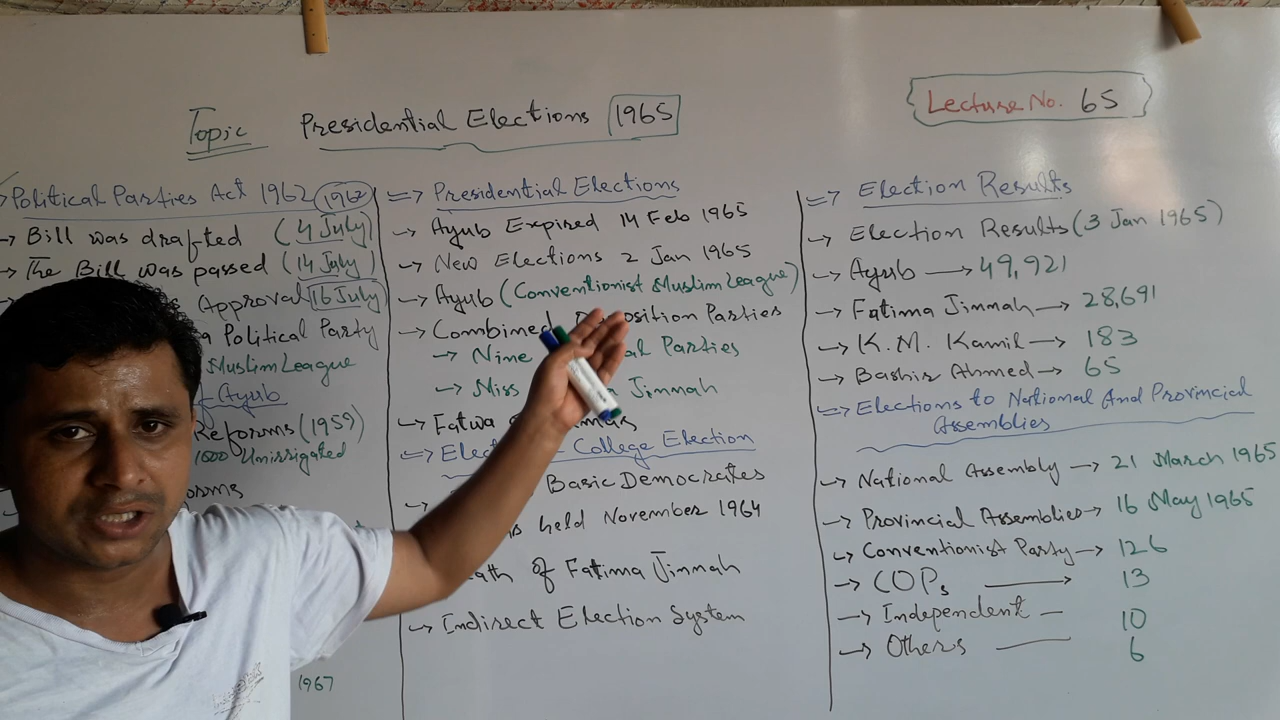 Topic Presidential Elections 1965
Lecture No. 65
Political Parties Act 1962 (1962)
→ Bill was drafted (4 July)
→ The Bill was passed (14 July)
Approval 16 July
a Political Party
Muslim League
Ayub
Reforms (1959)
1000 Unirrigated
orms
1967
⇒ Presidential Elections
→ Ayub Expired 14 Feb 1965
→ New Elections 2 Jan 1965
→ Ayub (Conventionist Muslim League)
→ Combined Opposition Parties
→ Nine al Parties
→ Miss Jinnah
→ Fatwa
⇒ College Election
Basic Democrates
held November 1964
ath of Fatima Jinnah
→ Indirect Election System
⇒ Election Results
→ Election Results (3 Jan 1965)
→ Ayub → 49,921
→ Fatima Jinnah → 28,691
→ K.M. Kamil → 183
→ Bashir Ahmed → 65
⇒ Elections to National And Provincial
Assemblies
→ National Assembly → 21 March 1965
→ Provincial Assemblies → 16 May 1965
→ Conventionist Party → 126
→ COPs → 13
→ Independent — 10
→ Others — 6